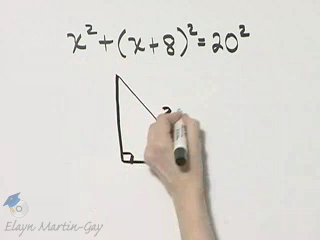 x² + (x+8)² = 20²
Elayn Martin-Gay